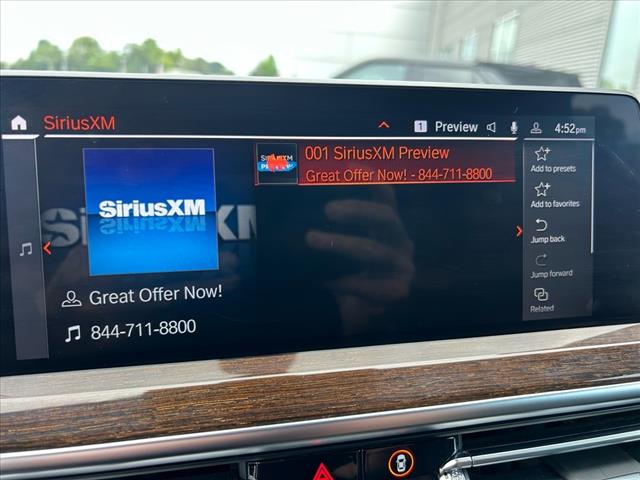 SiriusXM
1 Preview 4:52pm
SiriusXM
SIRIUSXM
001 SiriusXM Preview
Great Offer Now! - 844-711-8800
Great Offer Now!
844-711-8800
Add to presets
Add to favorites
Jump back
Jump forward
Related